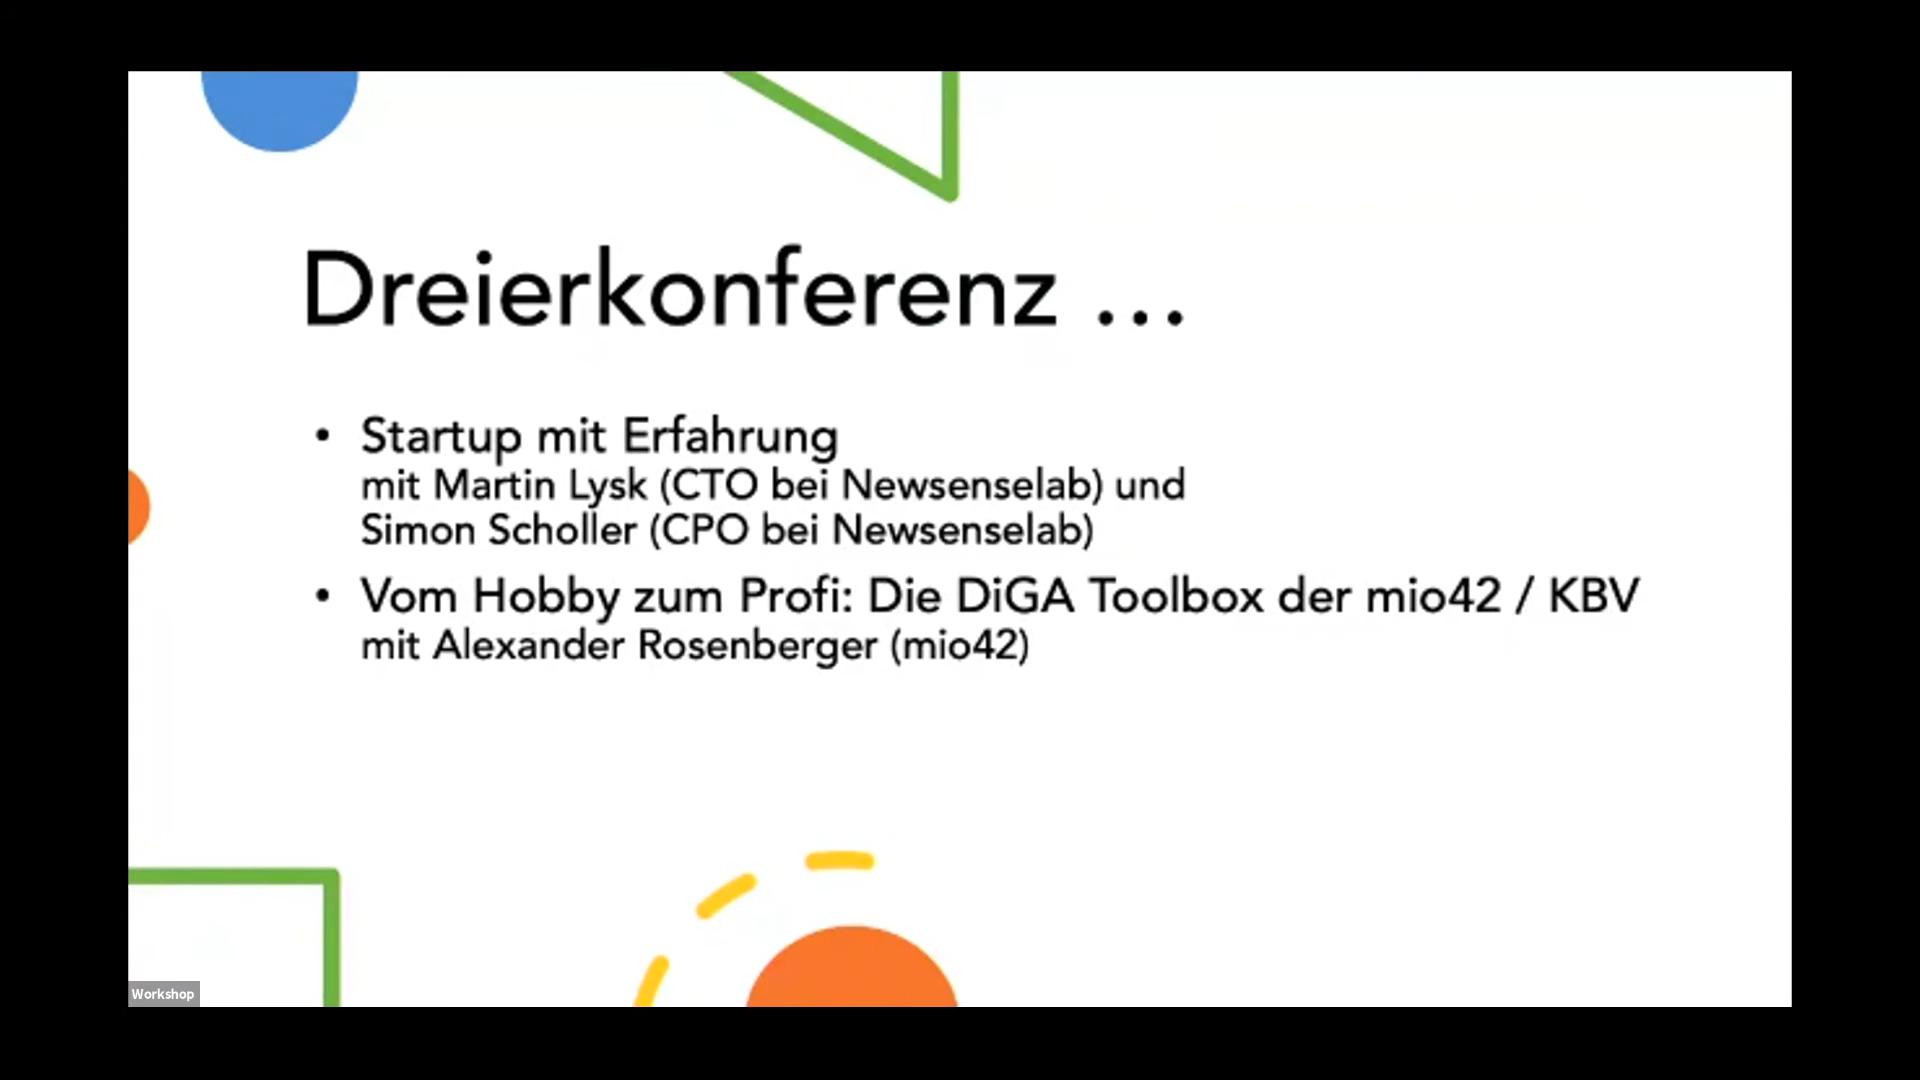 Dreierkonferenz ...
• Startup mit Erfahrung
mit Martin Lysk (CTO bei Newsenselab) und
Simon Scholler (CPO bei Newsenselab)
• Vom Hobby zum Profi: Die DiGA Toolbox der mio42 / KBV
mit Alexander Rosenberger (mio42)
Workshop